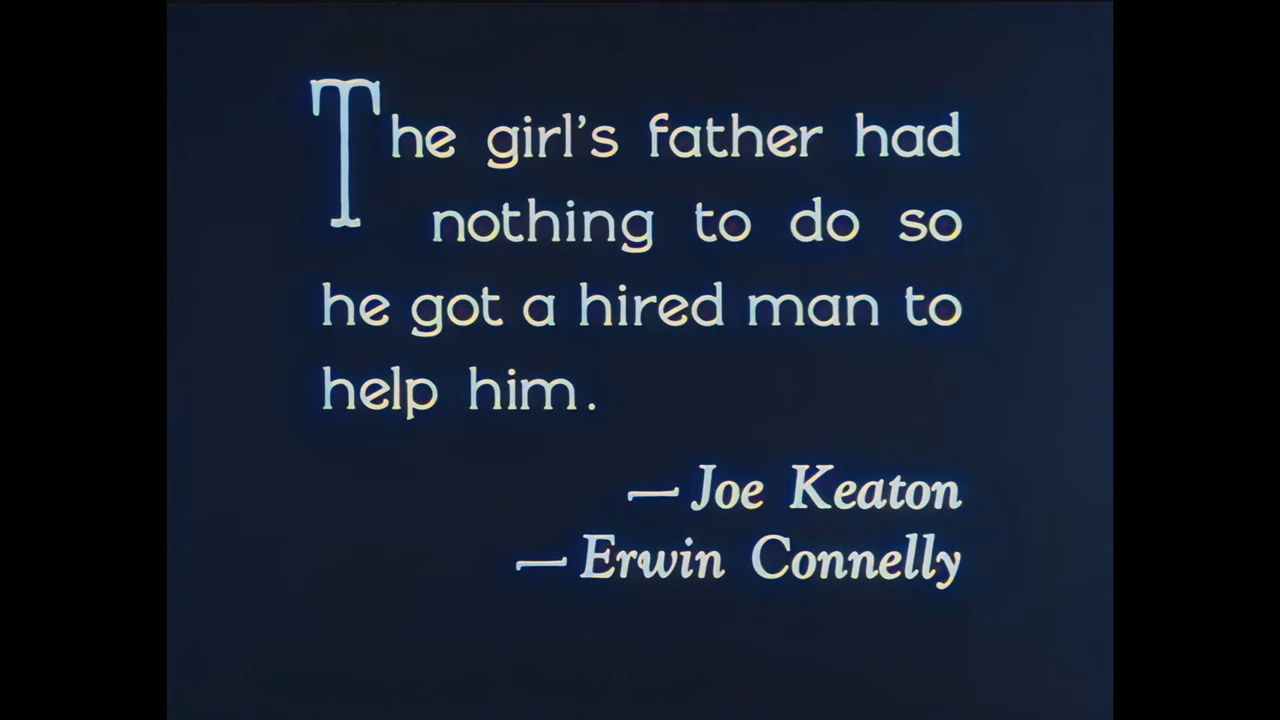 The girl’s father had
nothing to do so
he got a hired man to
help him.
— Joe Keaton
— Erwin Connelly